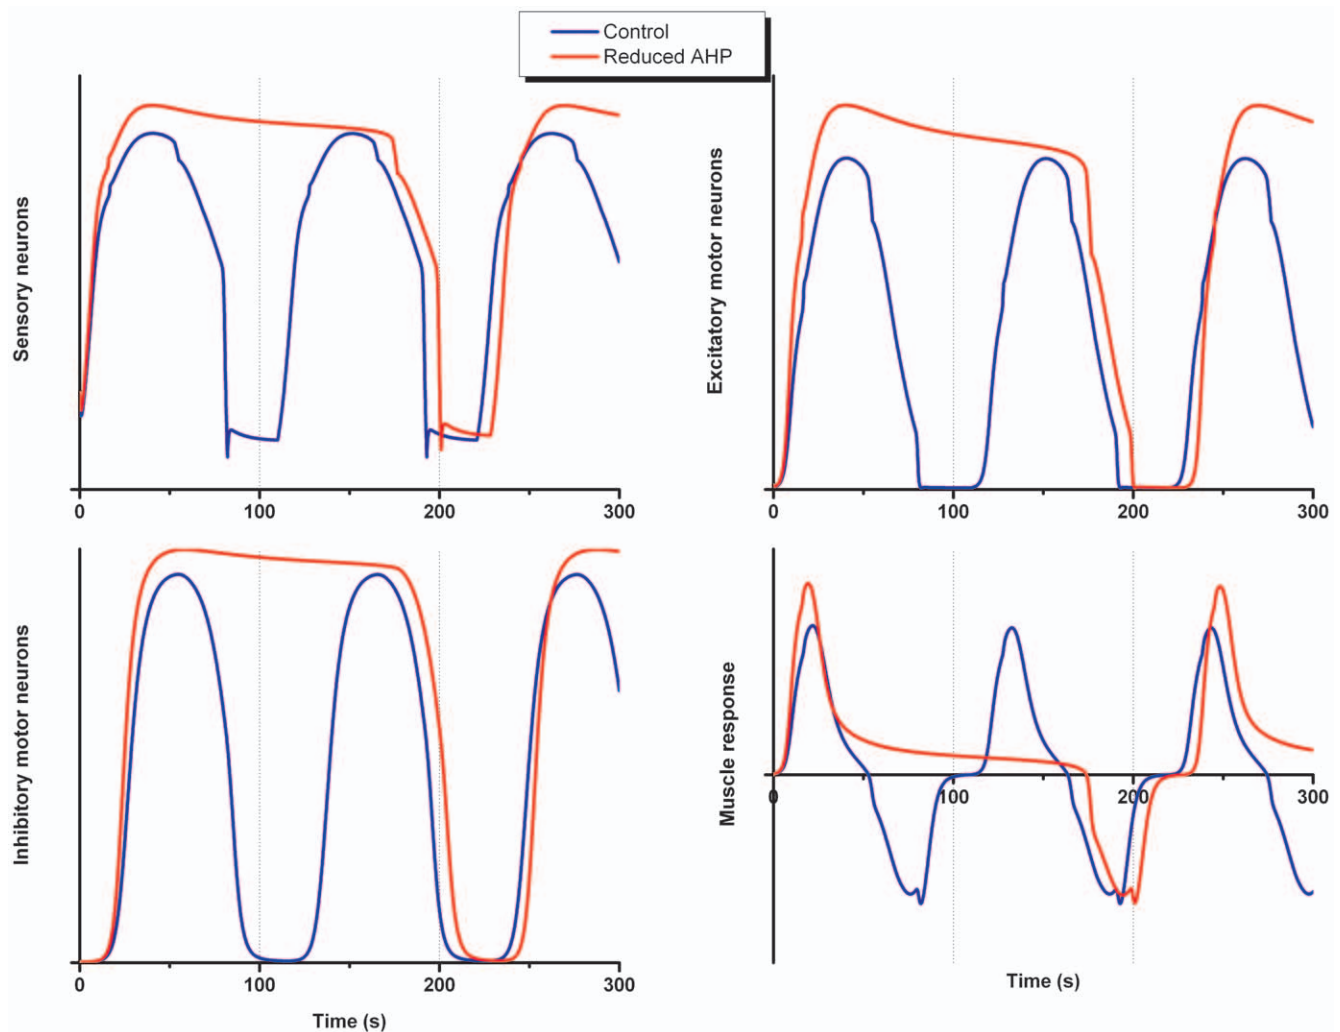 Control
Reduced AHP
Sensory neurons
0 100 200 300
Excitatory motor neurons
0 100 200 300
Inhibitory motor neurons
0 100 200 300
Time (s)
Muscle response
0 100 200 300
Time (s)